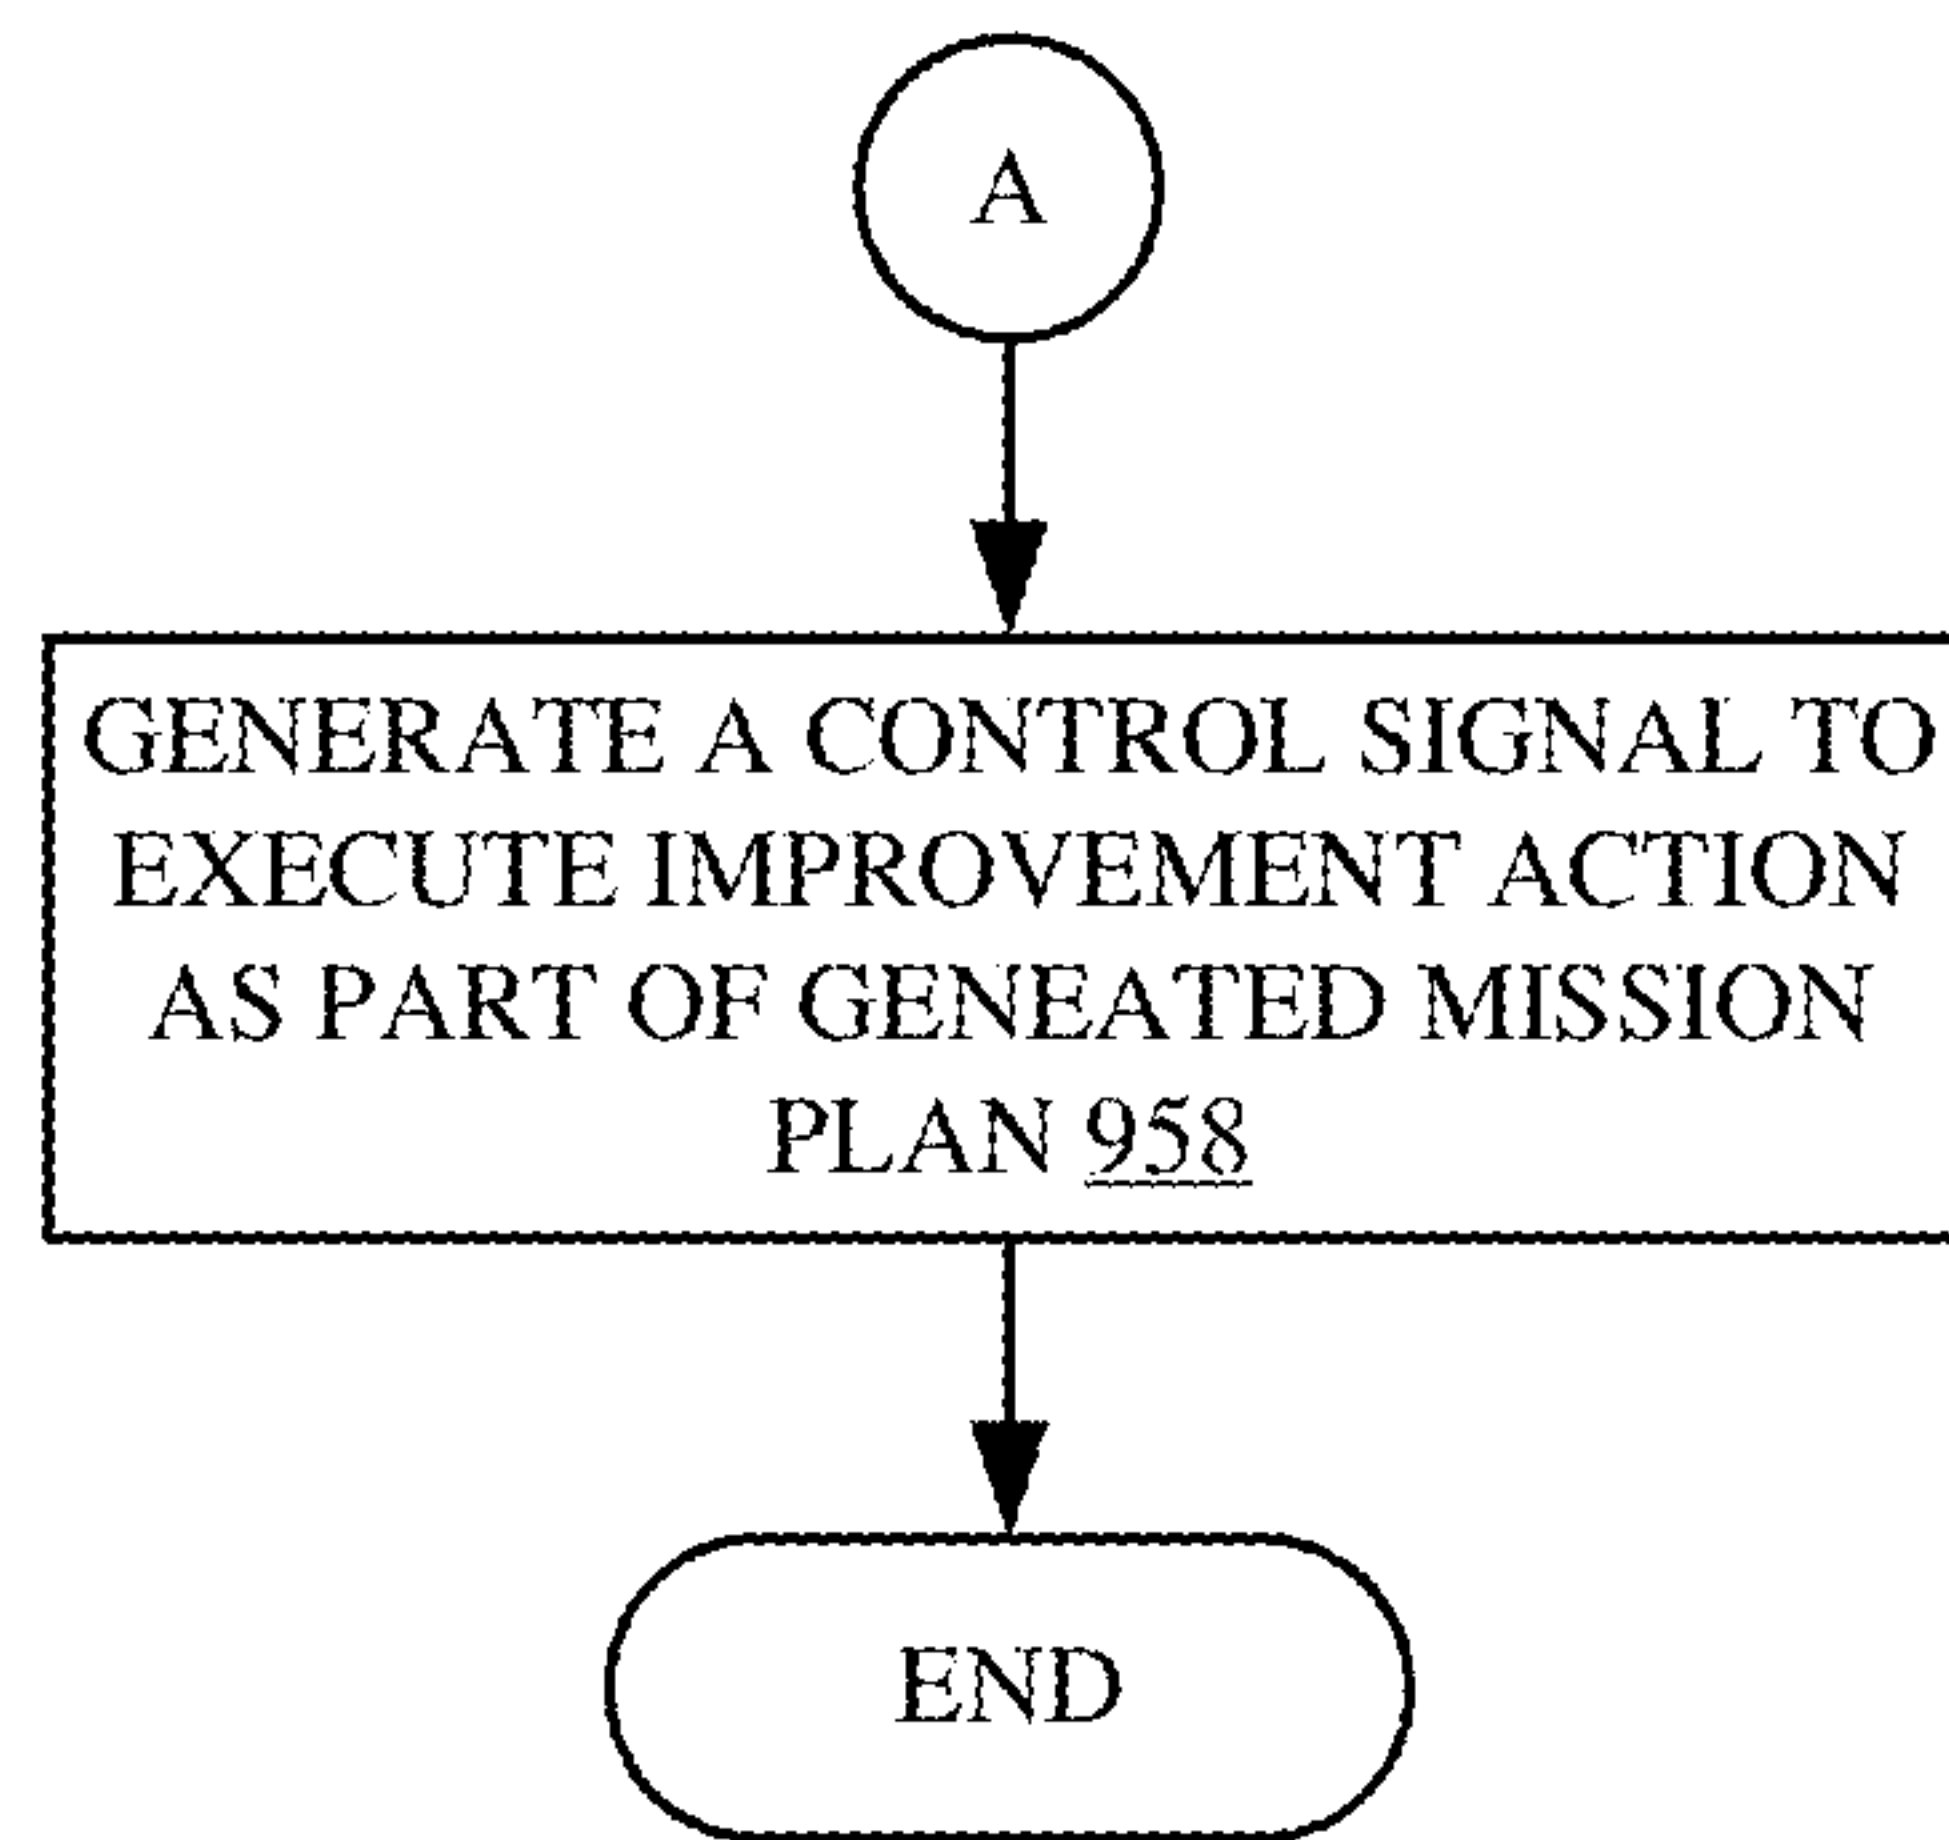 A
GENERATE A CONTROL SIGNAL TO
EXECUTE IMPROVEMENT ACTION
AS PART OF GENEATED MISSION
PLAN 958
END